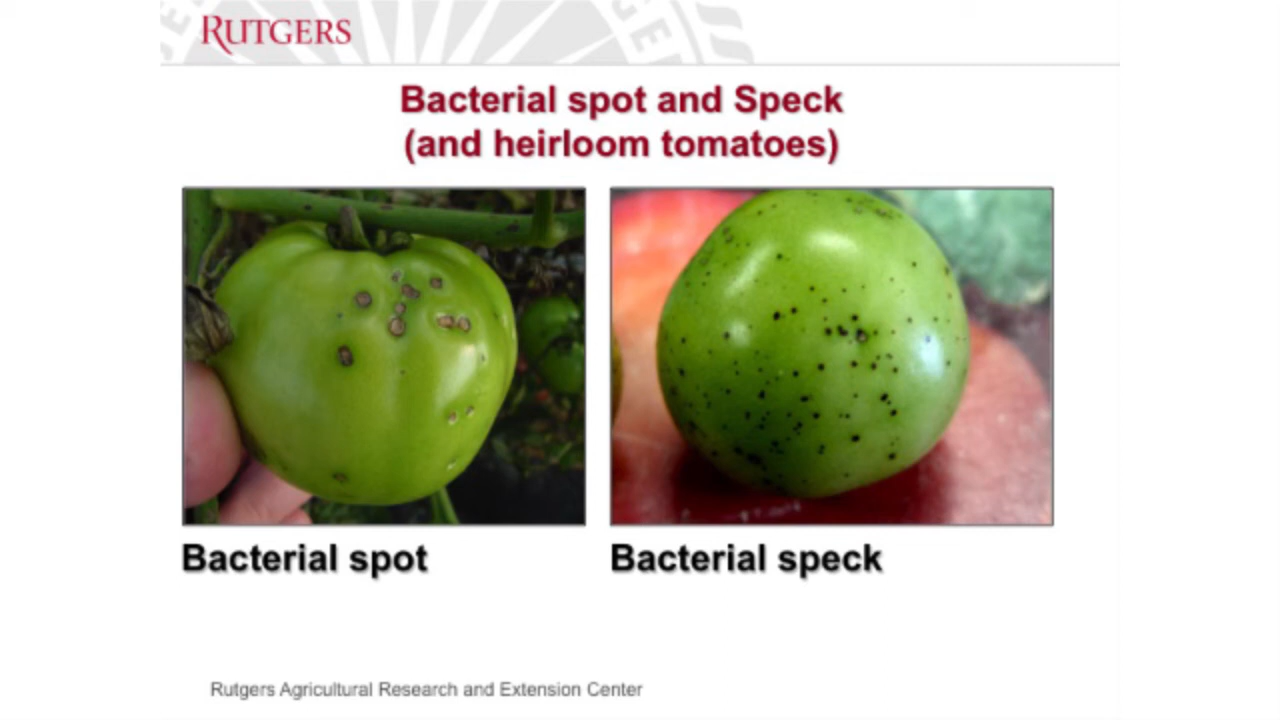 RUTGERS
Bacterial spot and Speck
(and heirloom tomatoes)
Bacterial spot
Bacterial speck
Rutgers Agricultural Research and Extension Center